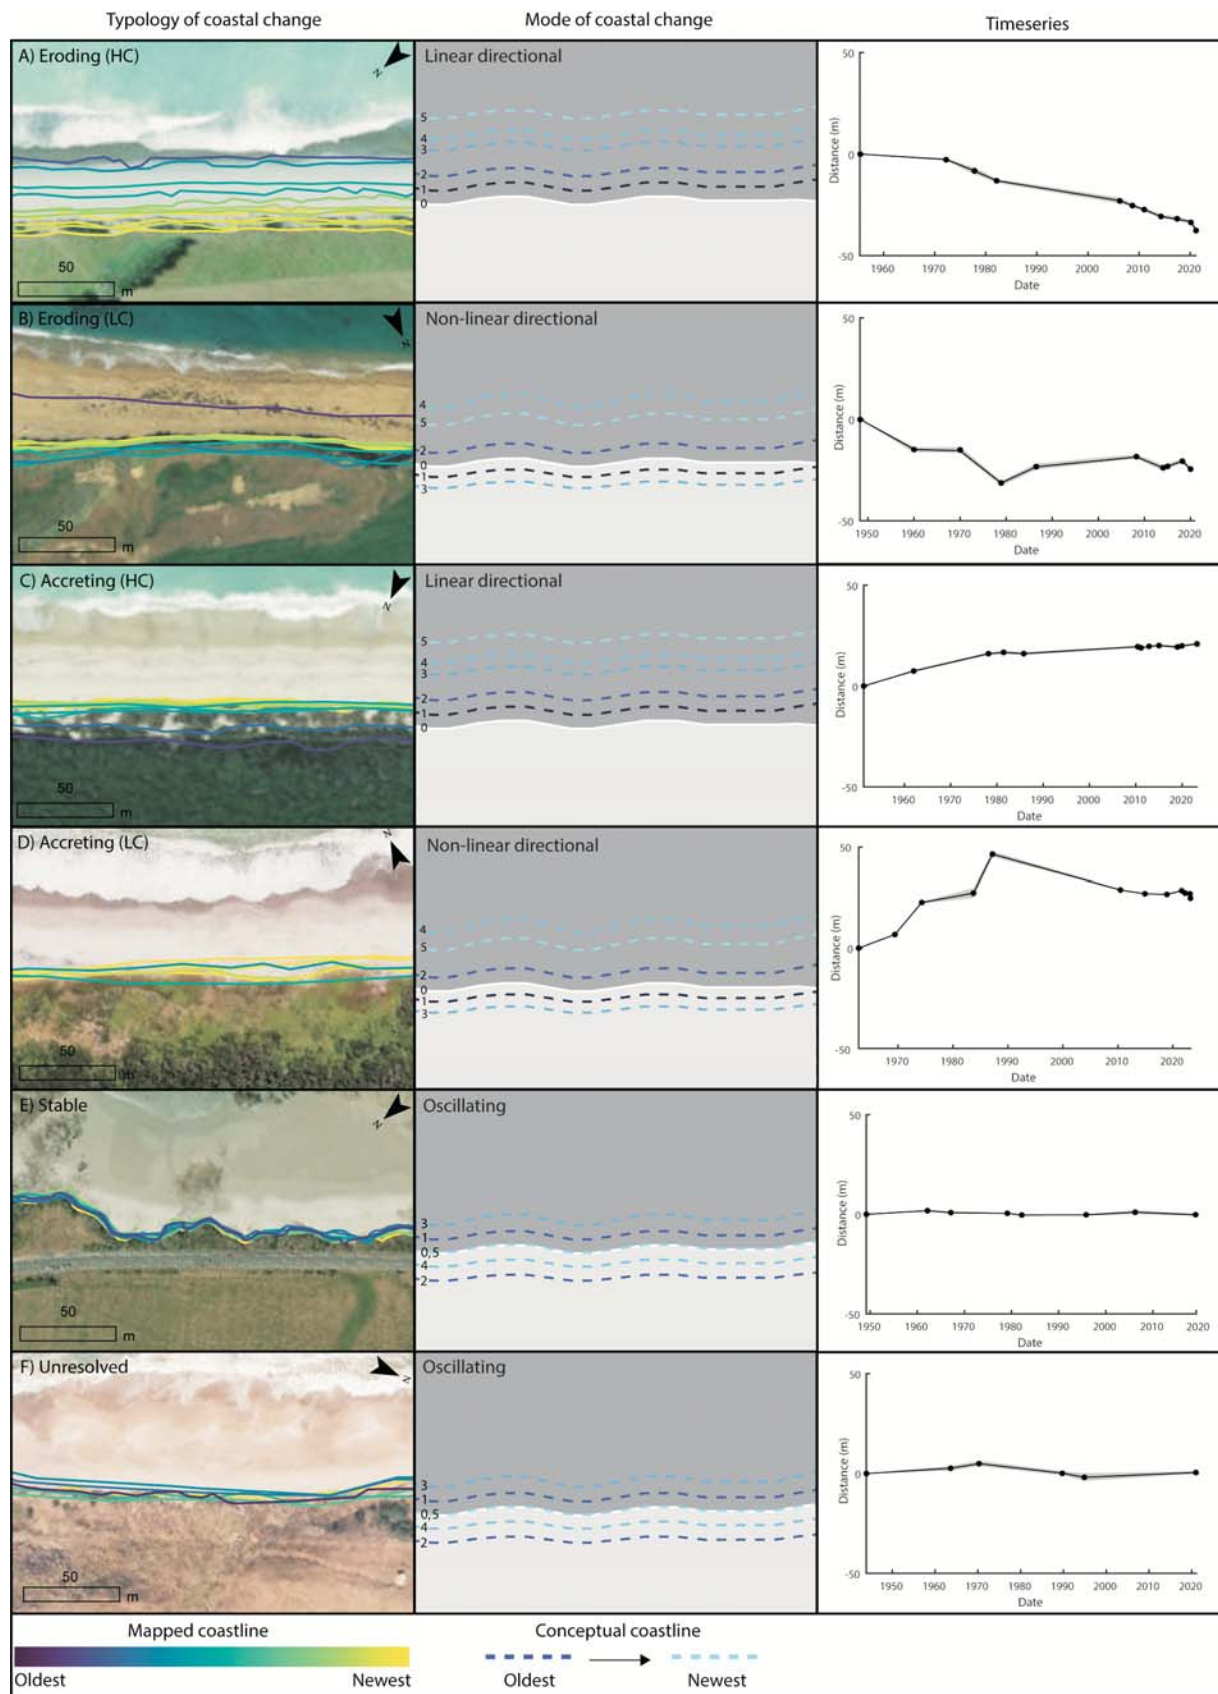 Typology of coastal change
Mode of coastal change
Timeseries
A) Eroding (HC)
N
50
m
Linear directional
5
4
3
2
1
0
50
0
-50
Distance (m)
1960 1970 1980 1990 2000 2010 2020
Date
B) Eroding (LC)
N
50
m
Non-linear directional
4
5
2
0
1
3
50
0
-50
Distance (m)
1950 1960 1970 1980 1990 2000 2010 2020
Date
C) Accreting (HC)
N
50
m
Linear directional
5
4
3
2
1
0
50
0
-50
Distance (m)
1960 1970 1980 1990 2000 2010 2020
Date
D) Accreting (LC)
N
50
m
Non-linear directional
4
5
2
0
1
3
50
0
-50
Distance (m)
1970 1980 1990 2000 2010 2020
Date
E) Stable
N
50
m
Oscillating
3
1
0,5
4
2
50
0
-50
Distance (m)
1950 1960 1970 1980 1990 2000 2010 2020
Date
F) Unresolved
N
50
m
Oscillating
3
1
0,5
4
2
50
0
-50
Distance (m)
1950 1960 1970 1980 1990 2000 2010 2020
Date
Mapped coastline
Oldest Newest
Conceptual coastline
Oldest Newest